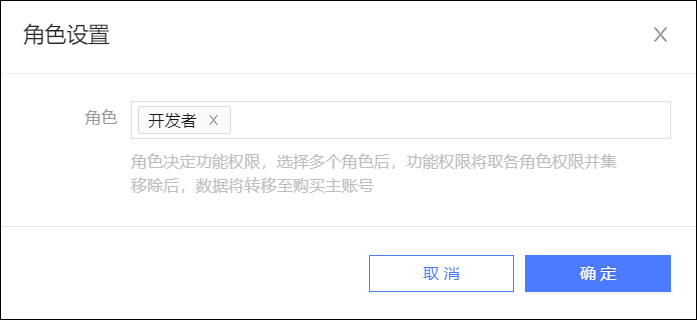 角色设置
角色
开发者
角色决定功能权限，选择多个角色后，功能权限将取各角色权限并集
移除后，数据将转移至购买主账号
取消
确定